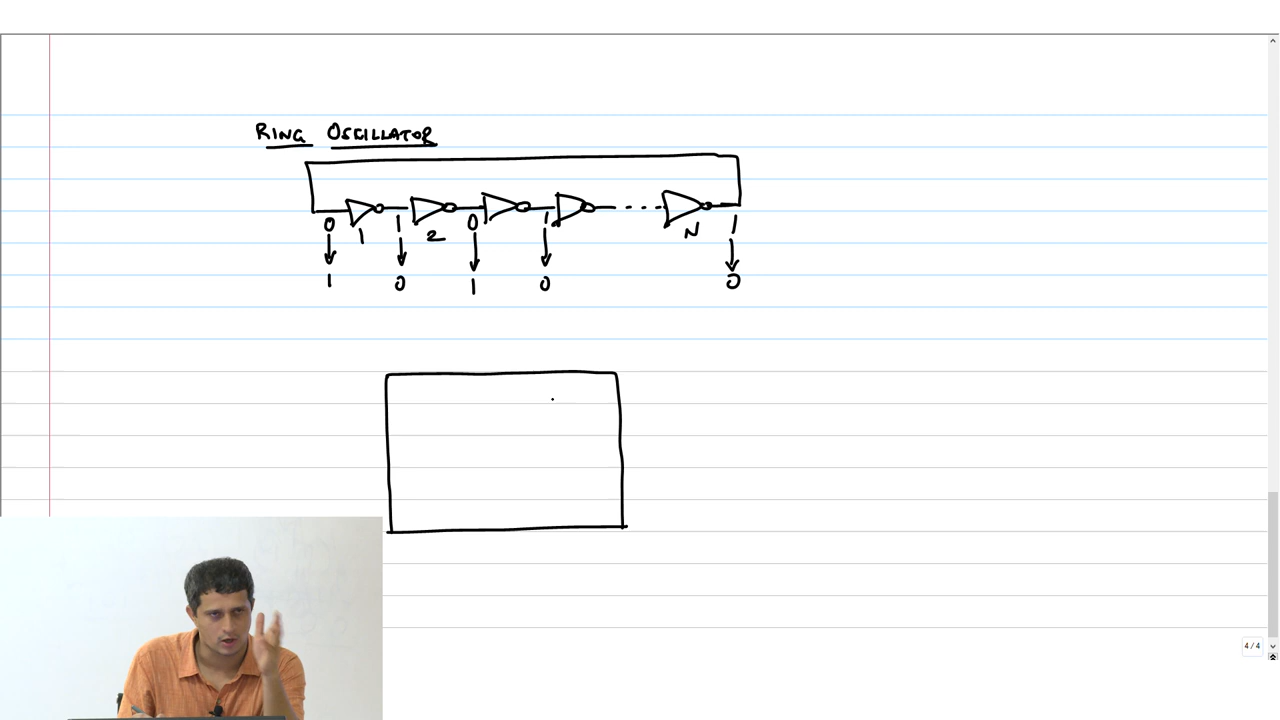 RING OSCILLATOR
0 1 0 1 1
1 2 N
1 0 1 0 0
4/4